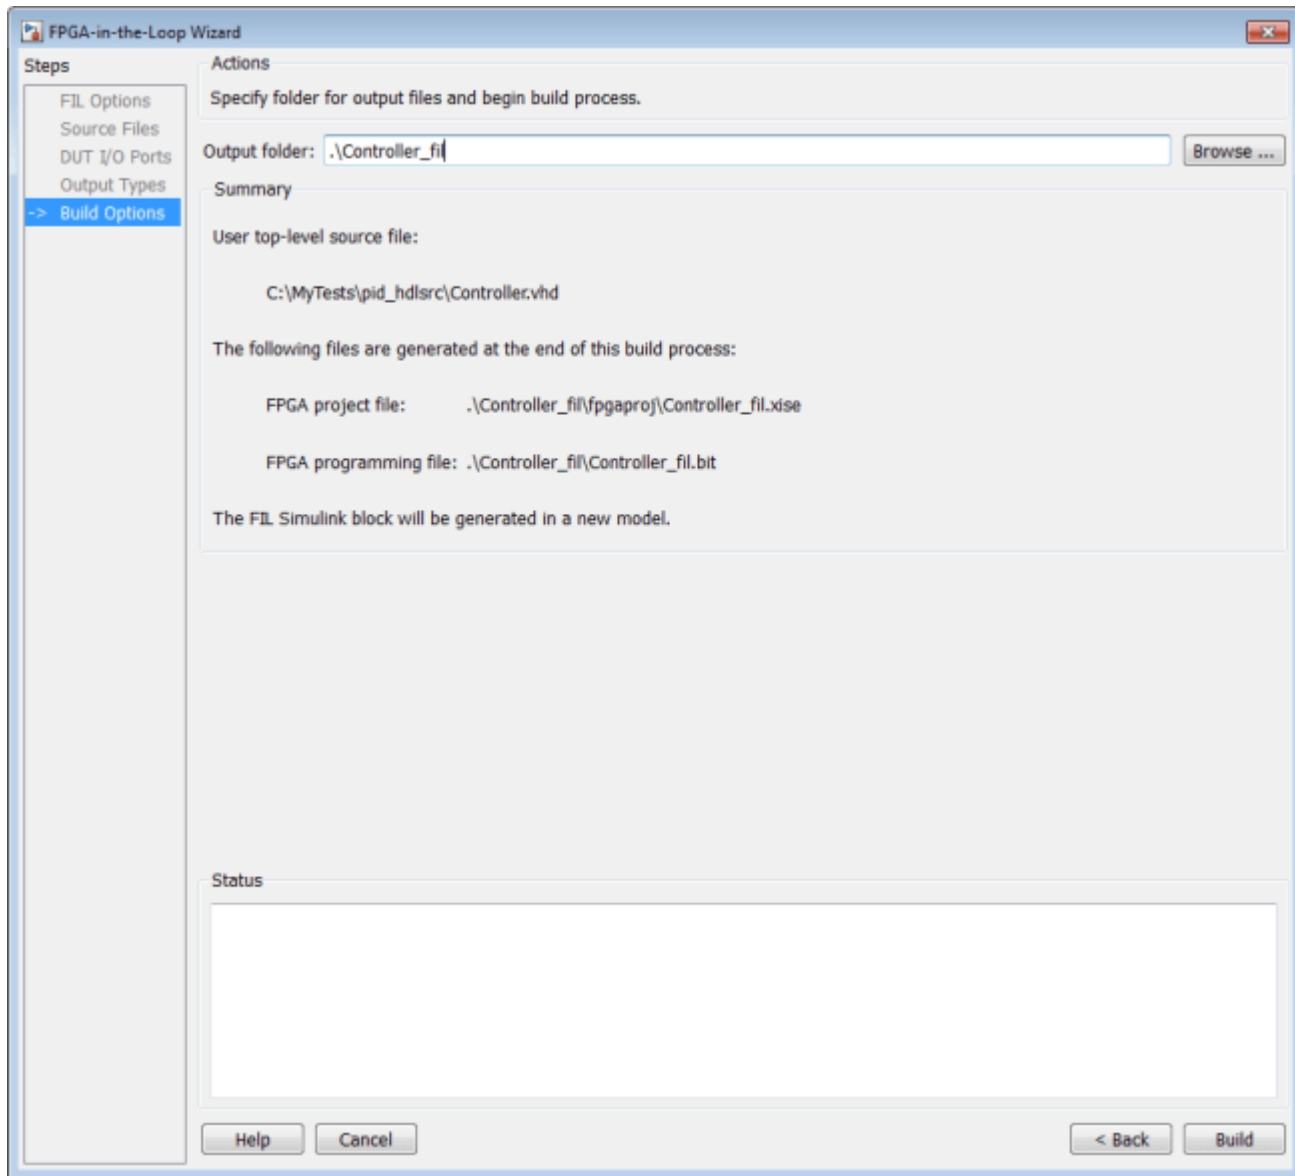 FPGA-in-the-Loop Wizard
Steps
FIL Options
Source Files
DUT I/O Ports
Output Types
-> Build Options
Actions
Specify folder for output files and begin build process.
Output folder: .\Controller_fil Browse ...
Summary
User top-level source file:
C:\MyTests\pid_hdlsrc\Controller.vhd
The following files are generated at the end of this build process:
FPGA project file: .\Controller_fil\fpgaproj\Controller_fil.xise
FPGA programming file: .\Controller_fil\Controller_fil.bit
The FIL Simulink block will be generated in a new model.
Status
Help Cancel < Back Build